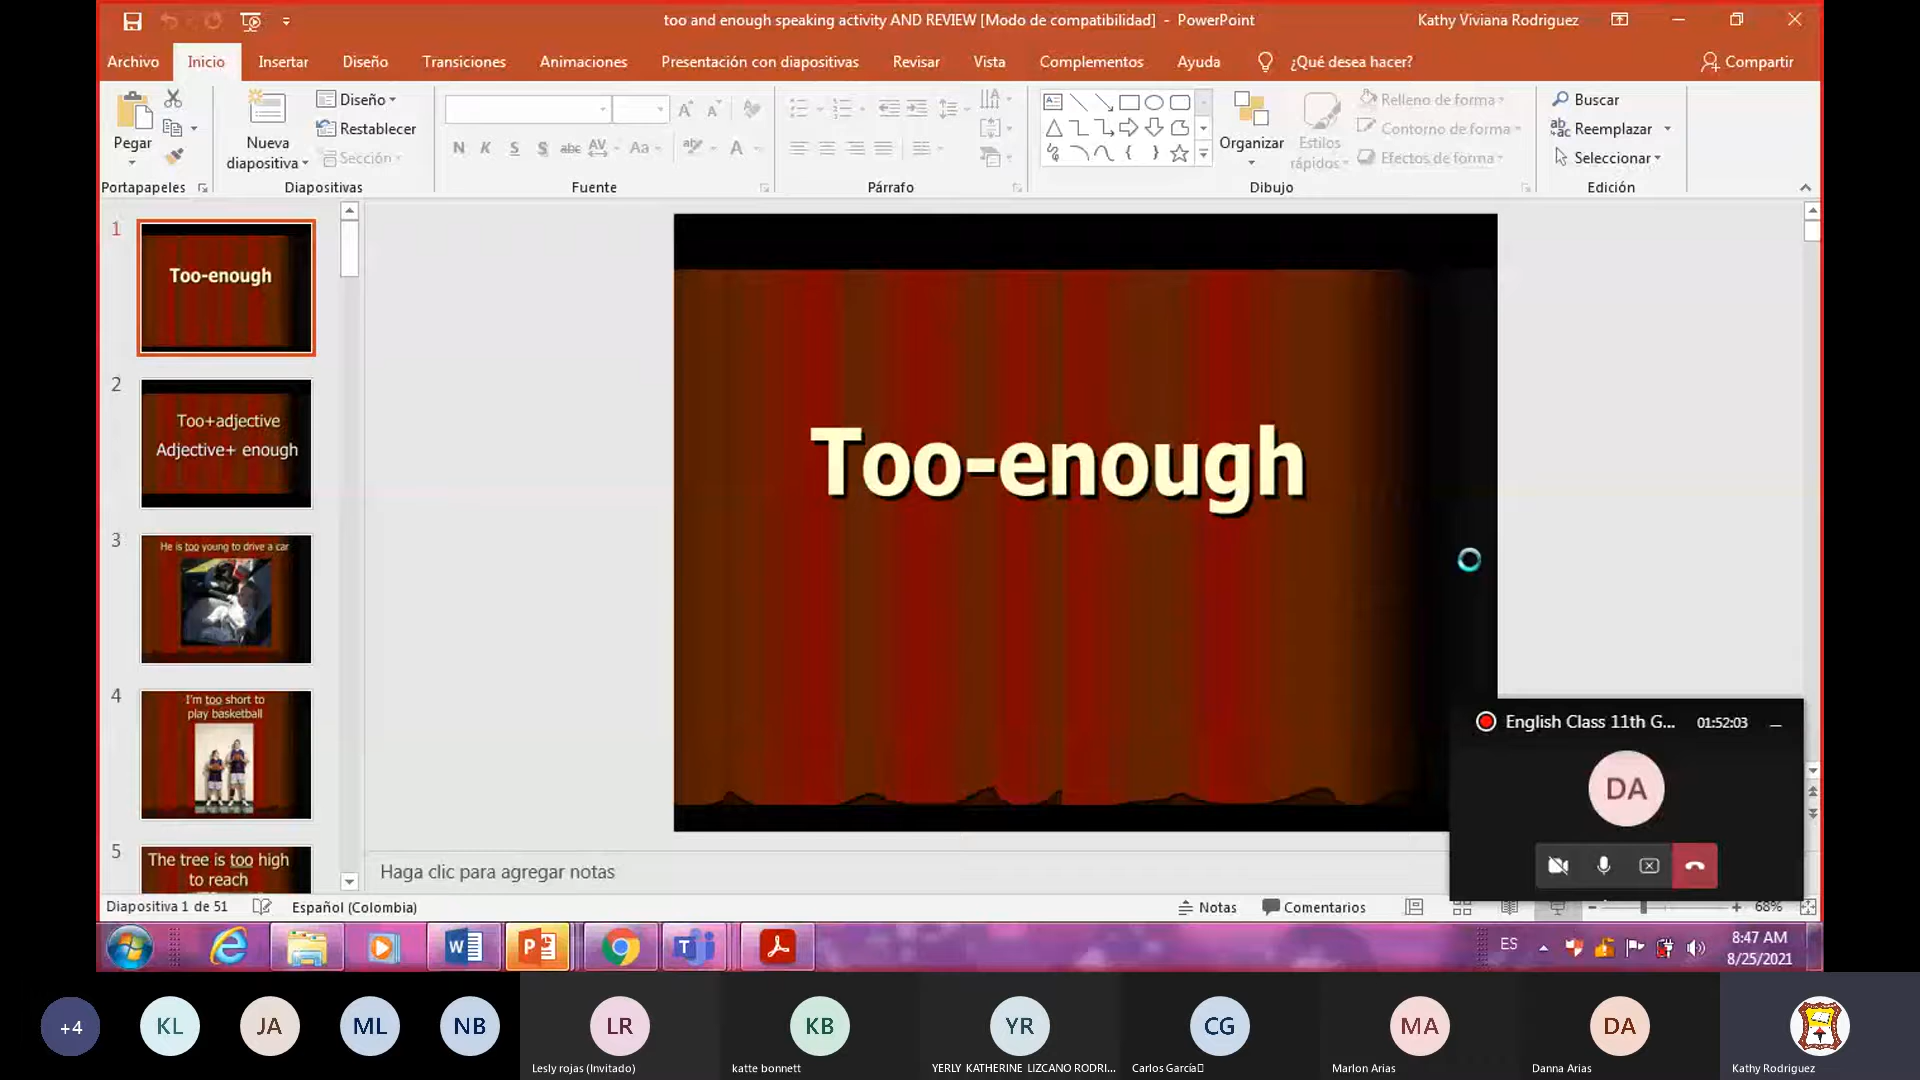 too and enough speaking activity AND REVIEW [Modo de compatibilidad] - PowerPoint
Kathy Viviana Rodriguez
Archivo Inicio Insertar Diseño Transiciones Animaciones Presentación con diapositivas Revisar Vista Complementos Ayuda ¿Qué desea hacer? Compartir
Pegar
Portapapeles
Nueva diapositiva
Diseño
Restablecer
Sección
Diapositivas
N K S S abc AV Aa A
Fuente
Párrafo
Organizar
Estilos rápidos
Relleno de forma
Contorno de forma
Efectos de forma
Dibujo
Buscar
Reemplazar
Seleccionar
Edición
1
Too-enough
2
Too+adjective
Adjective+ enough
3
He is too young to drive a car
4
I'm too short to
play basketball
5
The tree is too high
to reach
Too-enough
English Class 11th G... 01:52:03
DA
Haga clic para agregar notas
Diapositiva 1 de 51 Español (Colombia) Notas Comentarios 68%
ES
8:47 AM
8/25/2021
+4 KL JA ML NB LR KB YR CG MA DA
Lesly rojas (Invitado) katte bonnett YERLY KATHERINE LIZCANO RODRI... Carlos García Marlon Arias Danna Arias Kathy Rodriguez